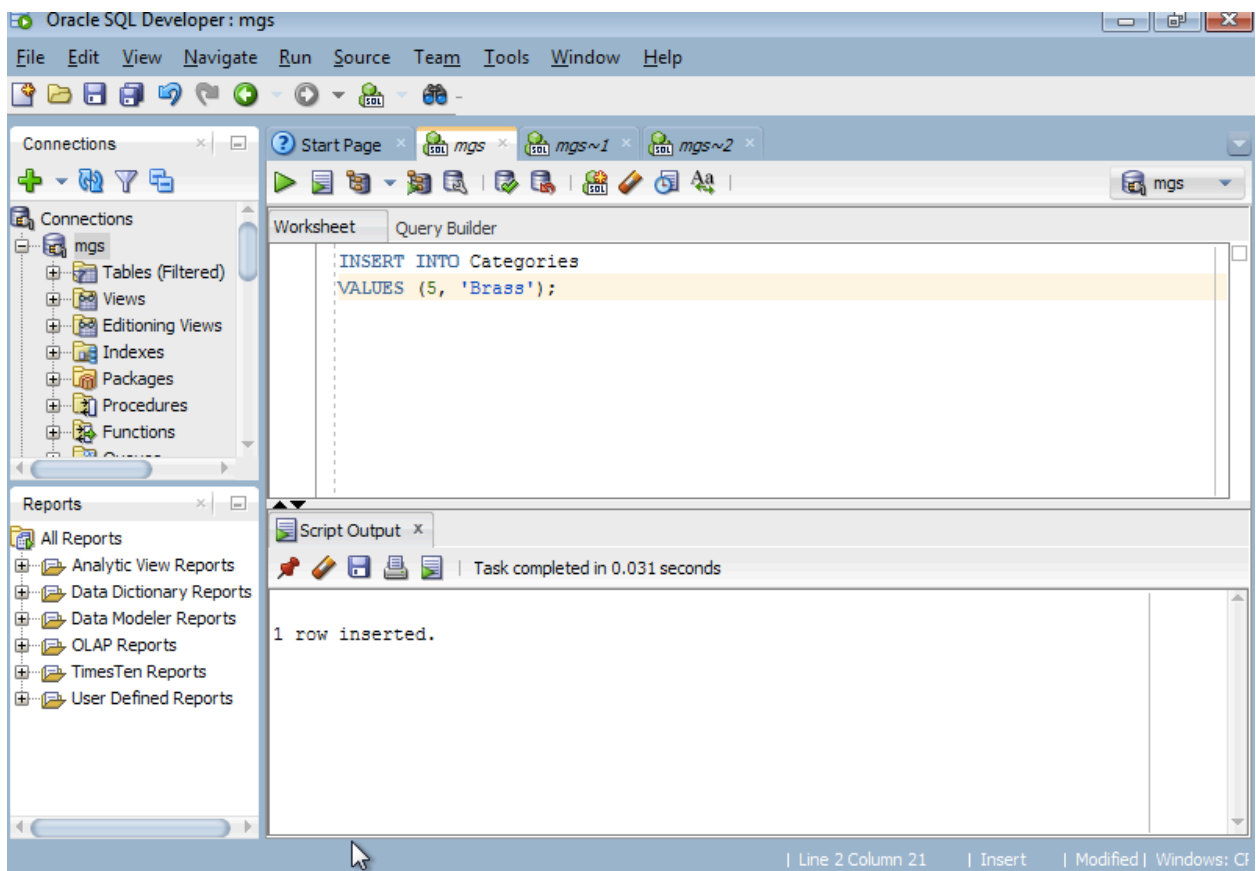 Oracle SQL Developer : mgs
File Edit View Navigate Run Source Team Tools Window Help
Connections
Start Page mgs mgs~1 mgs~2
mgs
Connections
mgs
Tables (Filtered)
Views
Editioning Views
Indexes
Packages
Procedures
Functions
Worksheet Query Builder
INSERT INTO Categories
VALUES (5, 'Brass');
Reports
All Reports
Analytic View Reports
Data Dictionary Reports
Data Modeler Reports
OLAP Reports
TimesTen Reports
User Defined Reports
Script Output
Task completed in 0.031 seconds
1 row inserted.
Line 2 Column 21 | Insert | Modified | Windows: